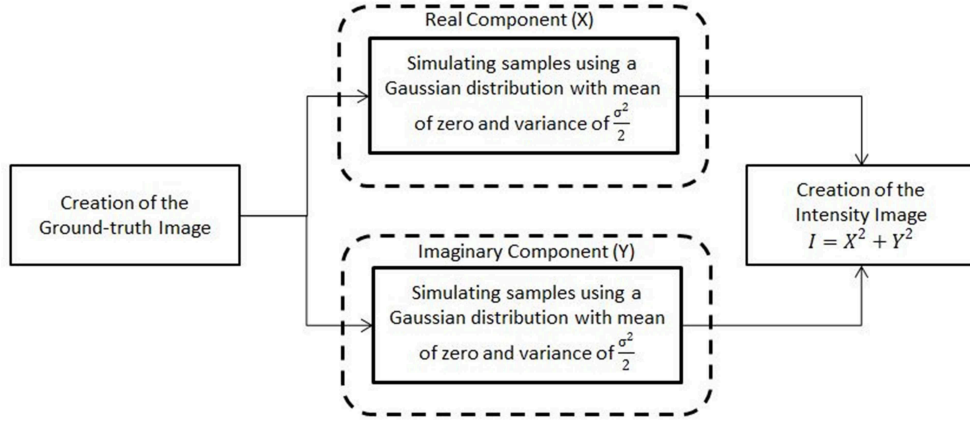 Real Component (X)
Simulating samples using a
Gaussian distribution with mean
of zero and variance of σ²/2
Creation of the
Ground-truth Image
Creation of the
Intensity Image
I = X² + Y²
Imaginary Component (Y)
Simulating samples using a
Gaussian distribution with mean
of zero and variance of σ²/2